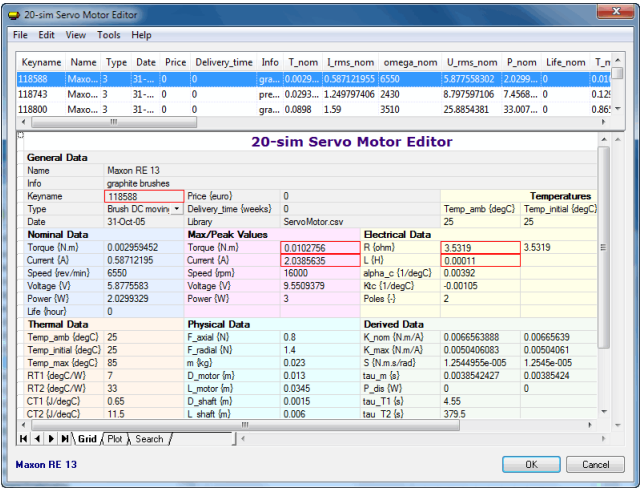 20-sim Servo Motor Editor
File Edit View Tools Help
Keyname Name Type Date Price Delivery_time Info T_nom I_rms_nom omega_nom U_rms_nom P_nom Life_nom
118588 Maxo... 3 31-... 0 0 gra... 0.0029... 0.587121955 6550 5.877558302 2.0299... 0
118743 Maxo... 3 31-... 0 0 pre... 0.0293... 1.249797406 2430 8.797597106 7.4568... 0
118800 Maxo... 3 31-... 0 0 gra... 0.0898 1.59 3510 25.8854381 33.007... 0
20-sim Servo Motor Editor
General Data
Name Maxon RE 13
Info graphite brushes
Keyname 118588 Price {euro} 0 Temperatures
Type Brush DC movin Delivery_time {weeks} 0 Temp_amb {degC} Temp_initial {degC}
Date 31-Oct-05 Library ServoMotor.csv 25 25
Nominal Data Max/Peak Values Electrical Data
Torque {N.m} 0.002959452 Torque {N.m} 0.0102756 R {ohm} 3.5319 3.5319
Current {A} 0.58712195 Current {A} 2.0385635 L {H} 0.00011
Speed {rev/min} 6550 Speed {rpm} 16000 alpha_c {1/degC} 0.00392
Voltage {V} 5.8775583 Voltage {V} 9.5509379 Ktc {1/degC} -0.00105
Power {W} 2.0299329 Power {W} 3 Poles {-} 2
Life {hour} 0
Thermal Data Physical Data Derived Data
Temp_amb {degC} 25 F_axial {N} 0.8 K_nom {N.m/A} 0.0066563888 0.00665639
Temp_initial {degC} 25 F_radial {N} 1.4 K_max {N.m/A} 0.0050406083 0.00504061
Temp_max {degC} 85 m {kg} 0.023 S {N.m.s/rad} 1.2544955e-005 1.2545e-005
RT1 {degC/W} 7 D_motor {m} 0.013 tau_m {s} 0.0038542427 0.00385424
RT2 {degC/W} 33 L_motor {m} 0.0345 P_dis {W} 0 0
CT1 {J/degC} 0.65 D_shaft {m} 0.0015 tau_T1 {s} 4.55
CT2 {J/degC} 11.5 L_shaft {m} 0.006 tau_T2 {s} 379.5
Grid Plot Search
Maxon RE 13 OK Cancel